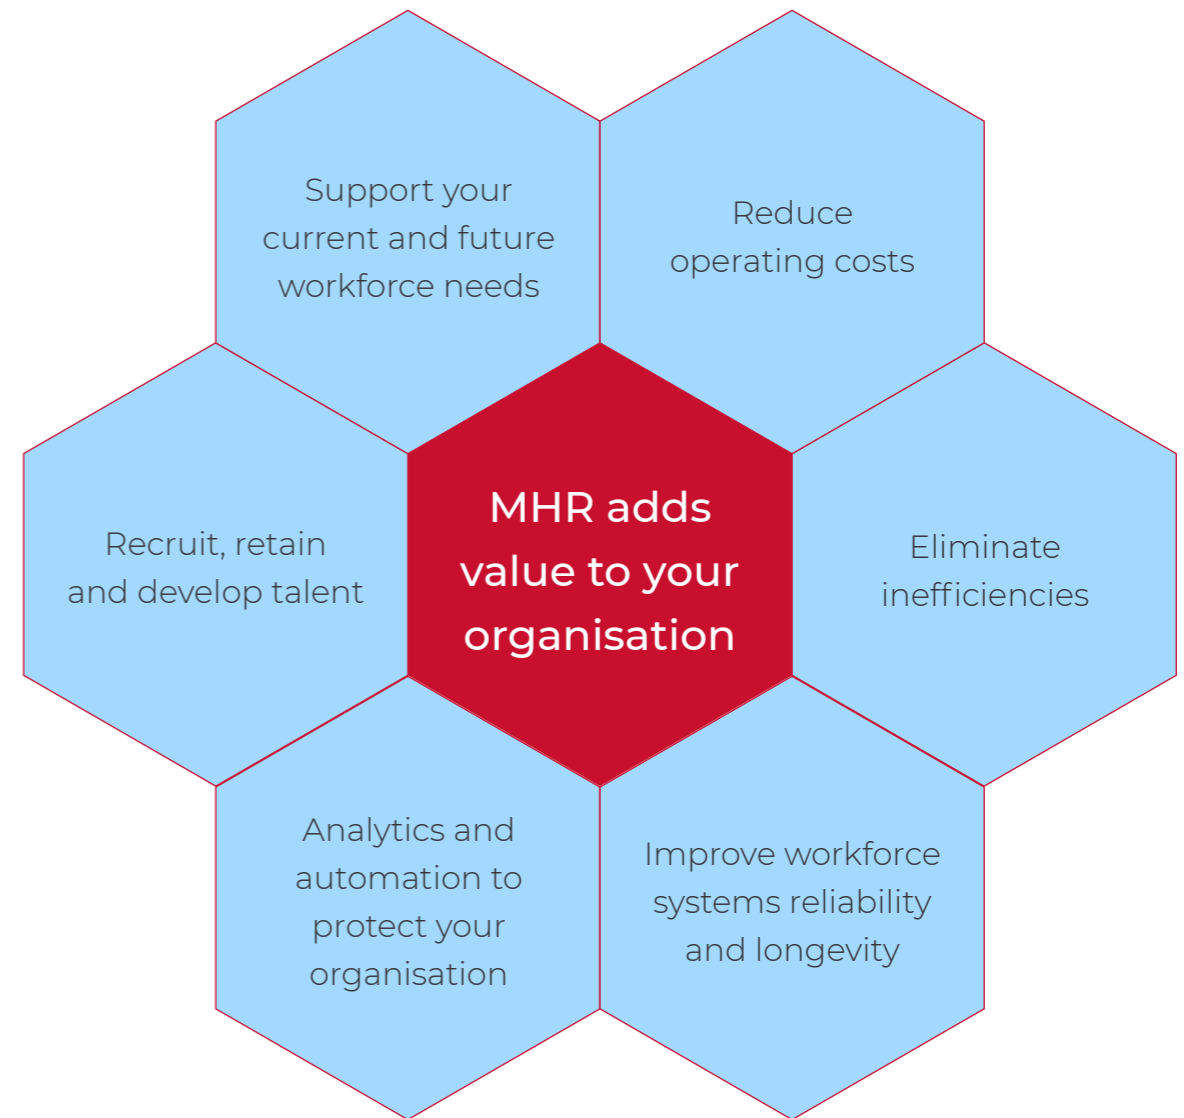 Support your
current and future
workforce needs
Reduce
operating costs
Recruit, retain
and develop talent
MHR adds
value to your
organisation
Eliminate
inefficiencies
Analytics and
automation to
protect your
organisation
Improve workforce
systems reliability
and longevity